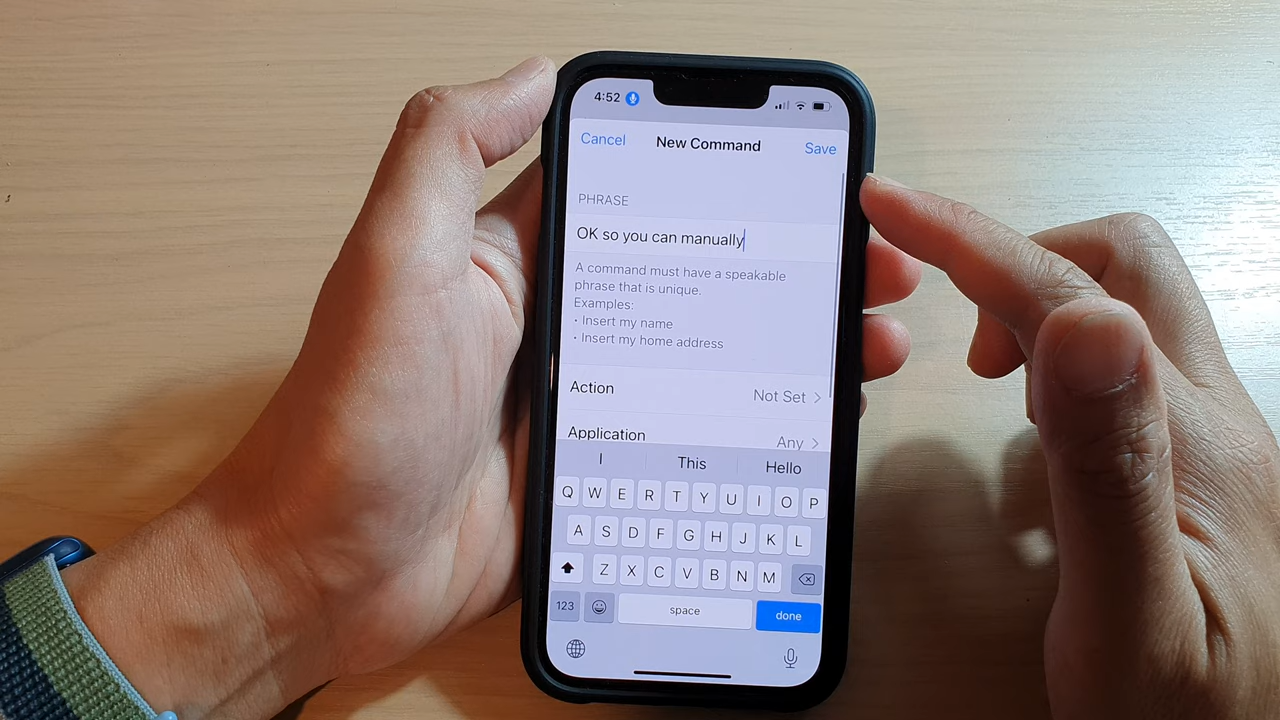 4:52
Cancel New Command Save
PHRASE
OK so you can manually
A command must have a speakable
phrase that is unique.
Examples:
• Insert my name
• Insert my home address
Action Not Set
Application Any
I This Hello
Q W E R T Y U I O P
A S D F G H J K L
Z X C V B N M
123 space done